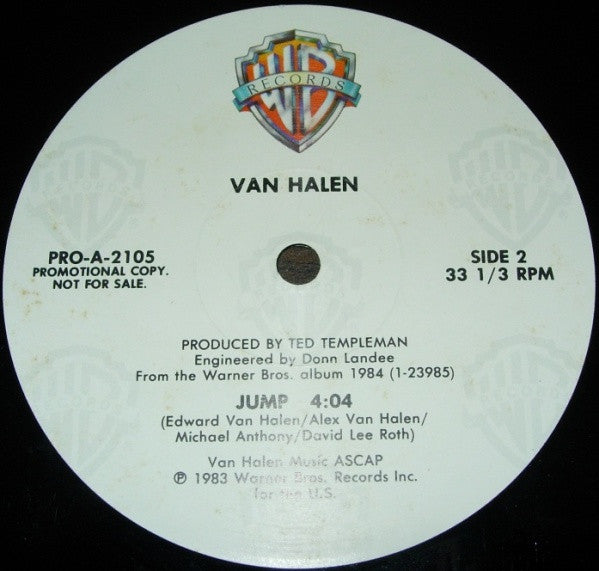 WB
RECORDS
VAN HALEN
PRO-A-2105
PROMOTIONAL COPY.
NOT FOR SALE.
SIDE 2
33 1/3 RPM
PRODUCED BY TED TEMPLEMAN
Engineered by Donn Landee
From the Warner Bros. album 1984 (1-23985)
JUMP 4:04
(Edward Van Halen/Alex Van Halen/
Michael Anthony/David Lee Roth)
Van Halen Music ASCAP
℗ 1983 Warner Bros. Records Inc.
for the U.S.